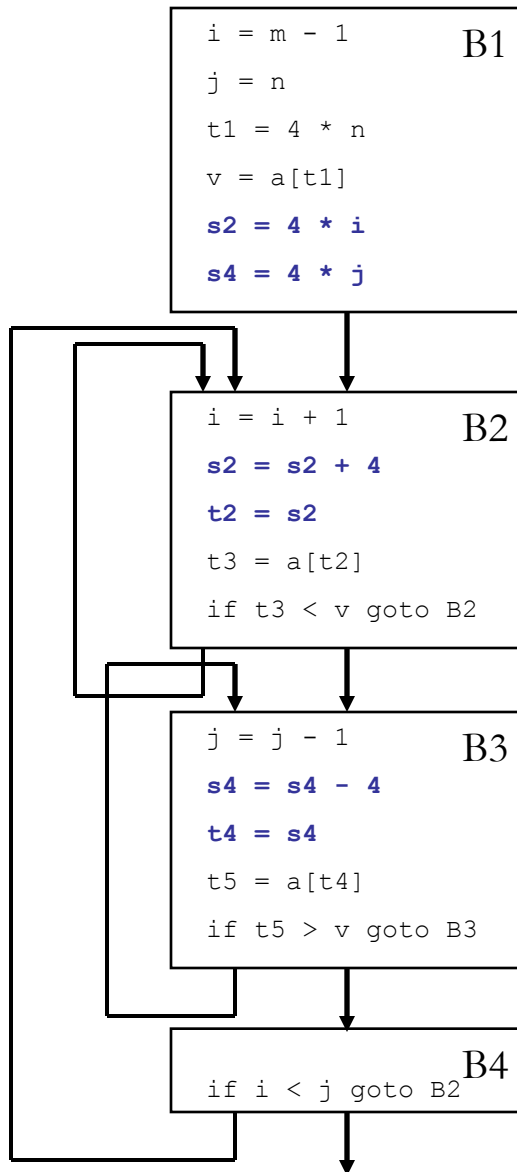 i = m - 1
B1
j = n
t1 = 4 * n
v = a[t1]
s2 = 4 * i
s4 = 4 * j
i = i + 1
B2
s2 = s2 + 4
t2 = s2
t3 = a[t2]
if t3 < v goto B2
j = j - 1
B3
s4 = s4 - 4
t4 = s4
t5 = a[t4]
if t5 > v goto B3
B4
if i < j goto B2